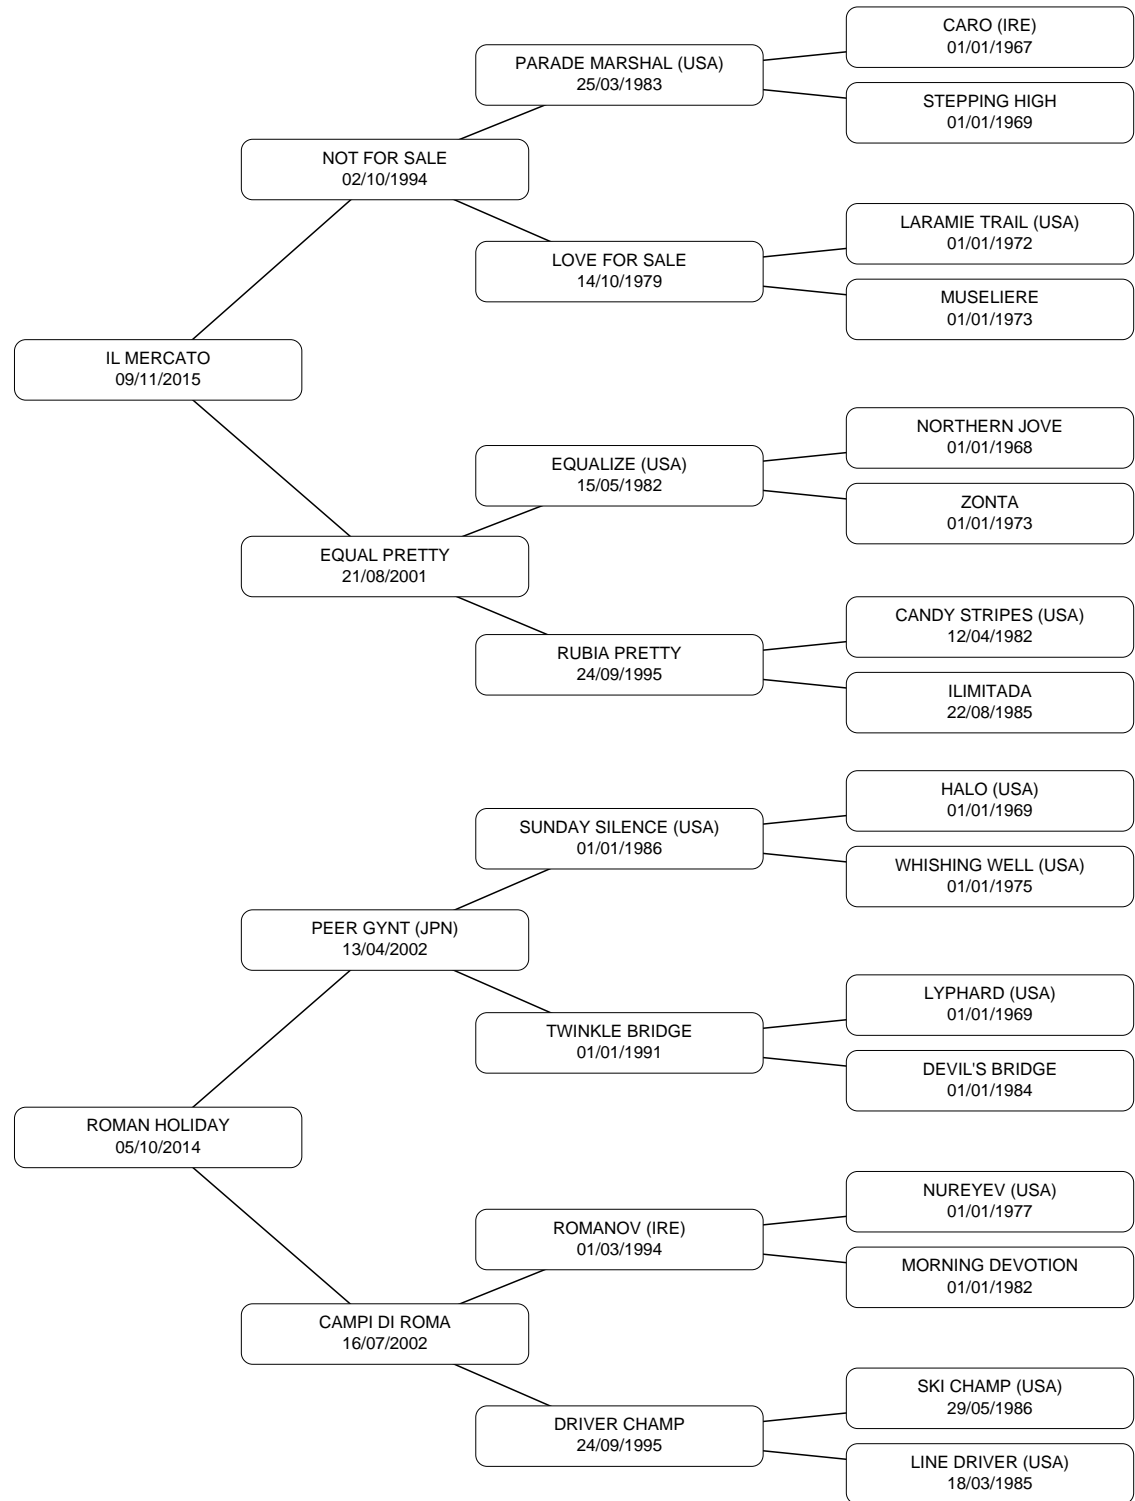 CARO (IRE)
01/01/1967
PARADE MARSHAL (USA)
25/03/1983
STEPPING HIGH
01/01/1969
NOT FOR SALE
02/10/1994
LARAMIE TRAIL (USA)
01/01/1972
LOVE FOR SALE
14/10/1979
MUSELIERE
01/01/1973
IL MERCATO
09/11/2015
NORTHERN JOVE
01/01/1968
EQUALIZE (USA)
15/05/1982
ZONTA
01/01/1973
EQUAL PRETTY
21/08/2001
CANDY STRIPES (USA)
12/04/1982
RUBIA PRETTY
24/09/1995
ILIMITADA
22/08/1985
HALO (USA)
01/01/1969
SUNDAY SILENCE (USA)
01/01/1986
WHISHING WELL (USA)
01/01/1975
PEER GYNT (JPN)
13/04/2002
LYPHARD (USA)
01/01/1969
TWINKLE BRIDGE
01/01/1991
DEVIL'S BRIDGE
01/01/1984
ROMAN HOLIDAY
05/10/2014
NUREYEV (USA)
01/01/1977
ROMANOV (IRE)
01/03/1994
MORNING DEVOTION
01/01/1982
CAMPI DI ROMA
16/07/2002
SKI CHAMP (USA)
29/05/1986
DRIVER CHAMP
24/09/1995
LINE DRIVER (USA)
18/03/1985